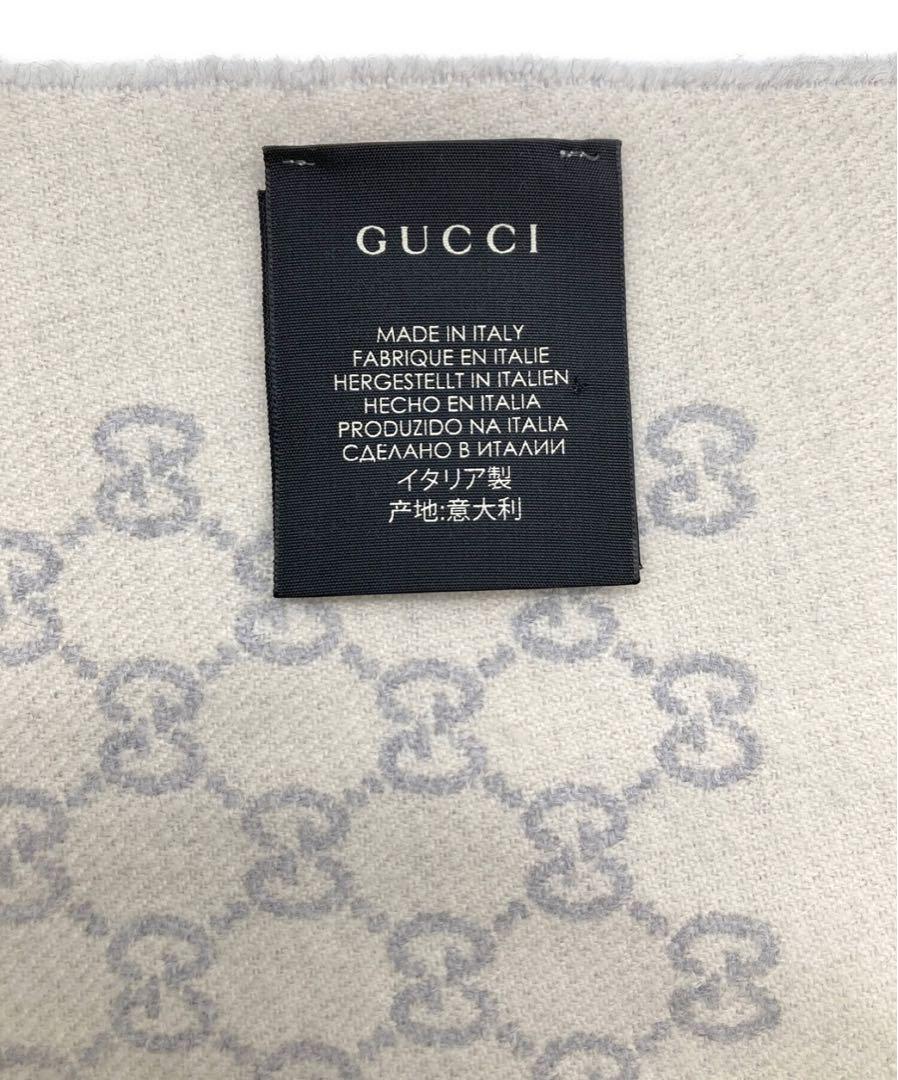 GUCCI
MADE IN ITALY
FABRIQUE EN ITALIE
HERGESTELLT IN ITALIEN
HECHO EN ITALIA
PRODUZIDO NA ITALIA
СДЕЛАНО В ИТАЛИИ
イタリア製
产地:意大利